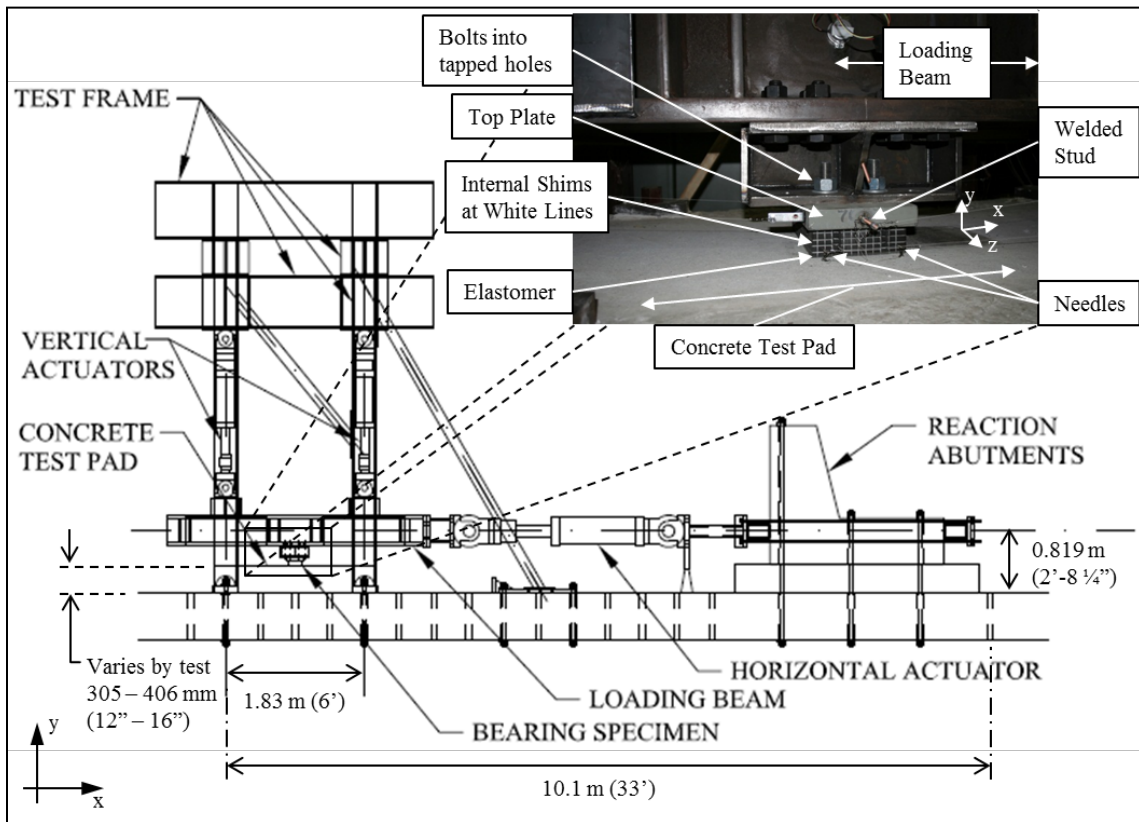 Bolts into
tapped holes
Loading
Beam
TEST FRAME
Top Plate
Welded
Stud
Internal Shims
at White Lines
y
x
z
Elastomer
Needles
VERTICAL
ACTUATORS
Concrete Test Pad
CONCRETE
TEST PAD
REACTION
ABUTMENTS
0.819 m
(2'-8 ¼")
Varies by test
305 – 406 mm
(12" – 16")
1.83 m (6')
HORIZONTAL ACTUATOR
LOADING BEAM
BEARING SPECIMEN
y
x
10.1 m (33')